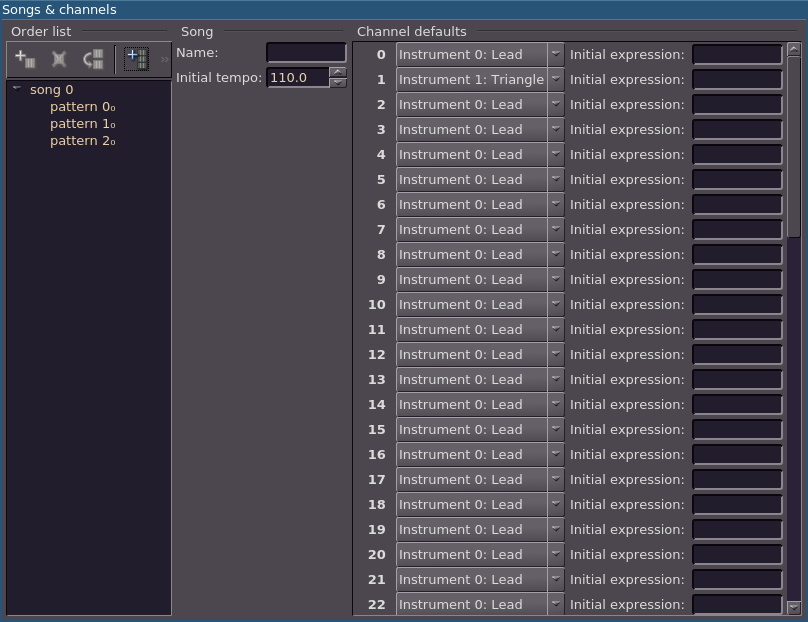 Songs & channels
Order list
song 0
pattern 0₀
pattern 1₀
pattern 2₀
Song
Name:
Initial tempo: 110.0
Channel defaults
0 Instrument 0: Lead Initial expression:
1 Instrument 1: Triangle Initial expression:
2 Instrument 0: Lead Initial expression:
3 Instrument 0: Lead Initial expression:
4 Instrument 0: Lead Initial expression:
5 Instrument 0: Lead Initial expression:
6 Instrument 0: Lead Initial expression:
7 Instrument 0: Lead Initial expression:
8 Instrument 0: Lead Initial expression:
9 Instrument 0: Lead Initial expression:
10 Instrument 0: Lead Initial expression:
11 Instrument 0: Lead Initial expression:
12 Instrument 0: Lead Initial expression:
13 Instrument 0: Lead Initial expression:
14 Instrument 0: Lead Initial expression:
15 Instrument 0: Lead Initial expression:
16 Instrument 0: Lead Initial expression:
17 Instrument 0: Lead Initial expression:
18 Instrument 0: Lead Initial expression:
19 Instrument 0: Lead Initial expression:
20 Instrument 0: Lead Initial expression:
21 Instrument 0: Lead Initial expression:
22 Instrument 0: Lead Initial expression: